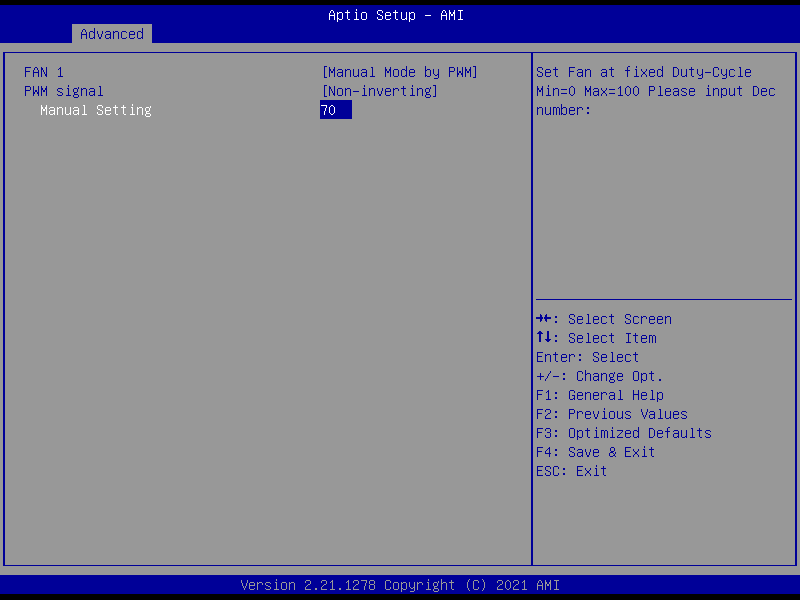 Aptio Setup - AMI
Advanced
FAN 1 [Manual Mode by PWM]
PWM signal [Non-inverting]
Manual Setting 70
Set Fan at fixed Duty-Cycle
Min=0 Max=100 Please input Dec
number:
→←: Select Screen
↑↓: Select Item
Enter: Select
+/-: Change Opt.
F1: General Help
F2: Previous Values
F3: Optimized Defaults
F4: Save & Exit
ESC: Exit
Version 2.21.1278 Copyright (C) 2021 AMI